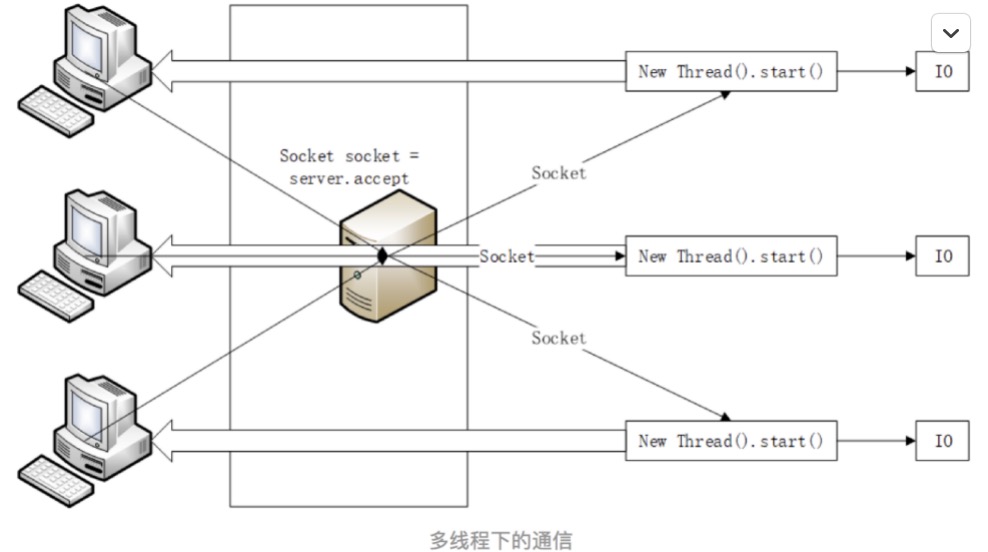 New Thread().start()
IO
Socket socket =
server.accept
Socket
Socket
New Thread().start()
IO
Socket
New Thread().start()
IO
多线程下的通信